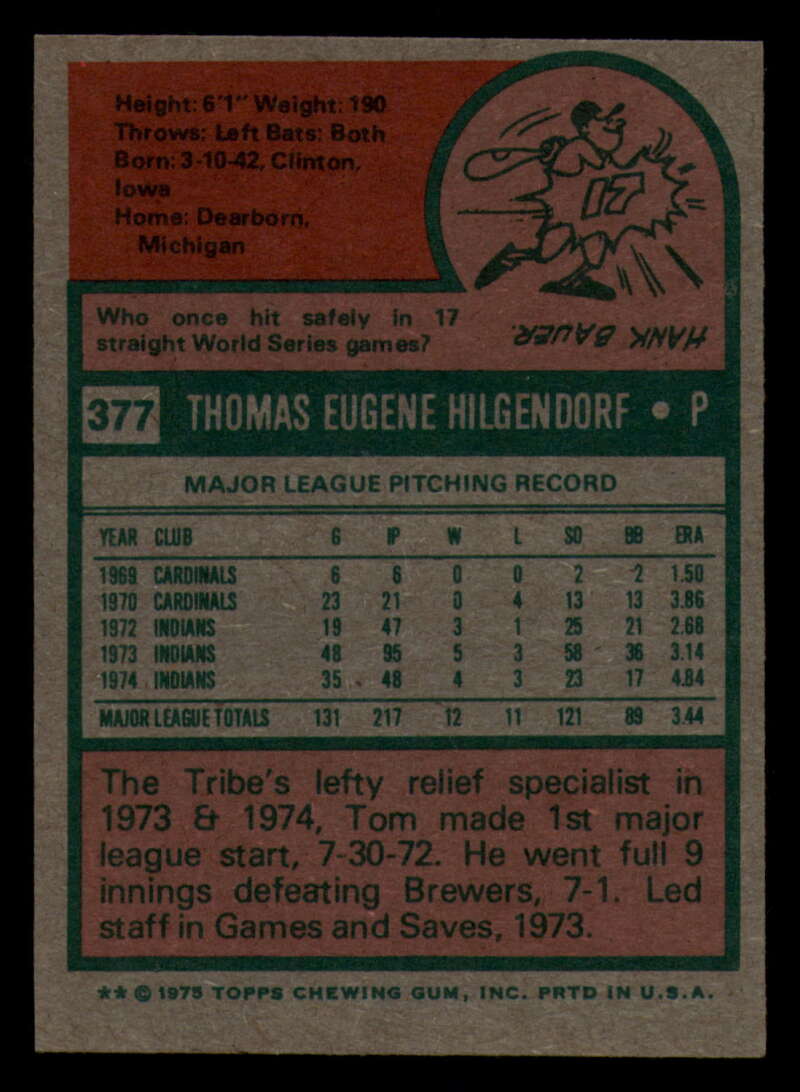 Height: 6'1" Weight: 190
Throws: Left Bats: Both
Born: 3-10-42, Clinton,
Iowa
Home: Dearborn,
Michigan
17
Who once hit safely in 17
straight World Series games?
HANK BAUER.
377 THOMAS EUGENE HILGENDORF • P
MAJOR LEAGUE PITCHING RECORD
YEAR CLUB G IP W L SO BB ERA
1969 CARDINALS 6 6 0 0 2 2 1.50
1970 CARDINALS 23 21 0 4 13 13 3.86
1972 INDIANS 19 47 3 1 25 21 2.68
1973 INDIANS 48 95 5 3 58 36 3.14
1974 INDIANS 35 48 4 3 23 17 4.84
MAJOR LEAGUE TOTALS 131 217 12 11 121 89 3.44
The Tribe's lefty relief specialist in
1973 & 1974, Tom made 1st major
league start, 7-30-72. He went full 9
innings defeating Brewers, 7-1. Led
staff in Games and Saves, 1973.
** © 1975 TOPPS CHEWING GUM, INC. PRTD IN U.S.A.